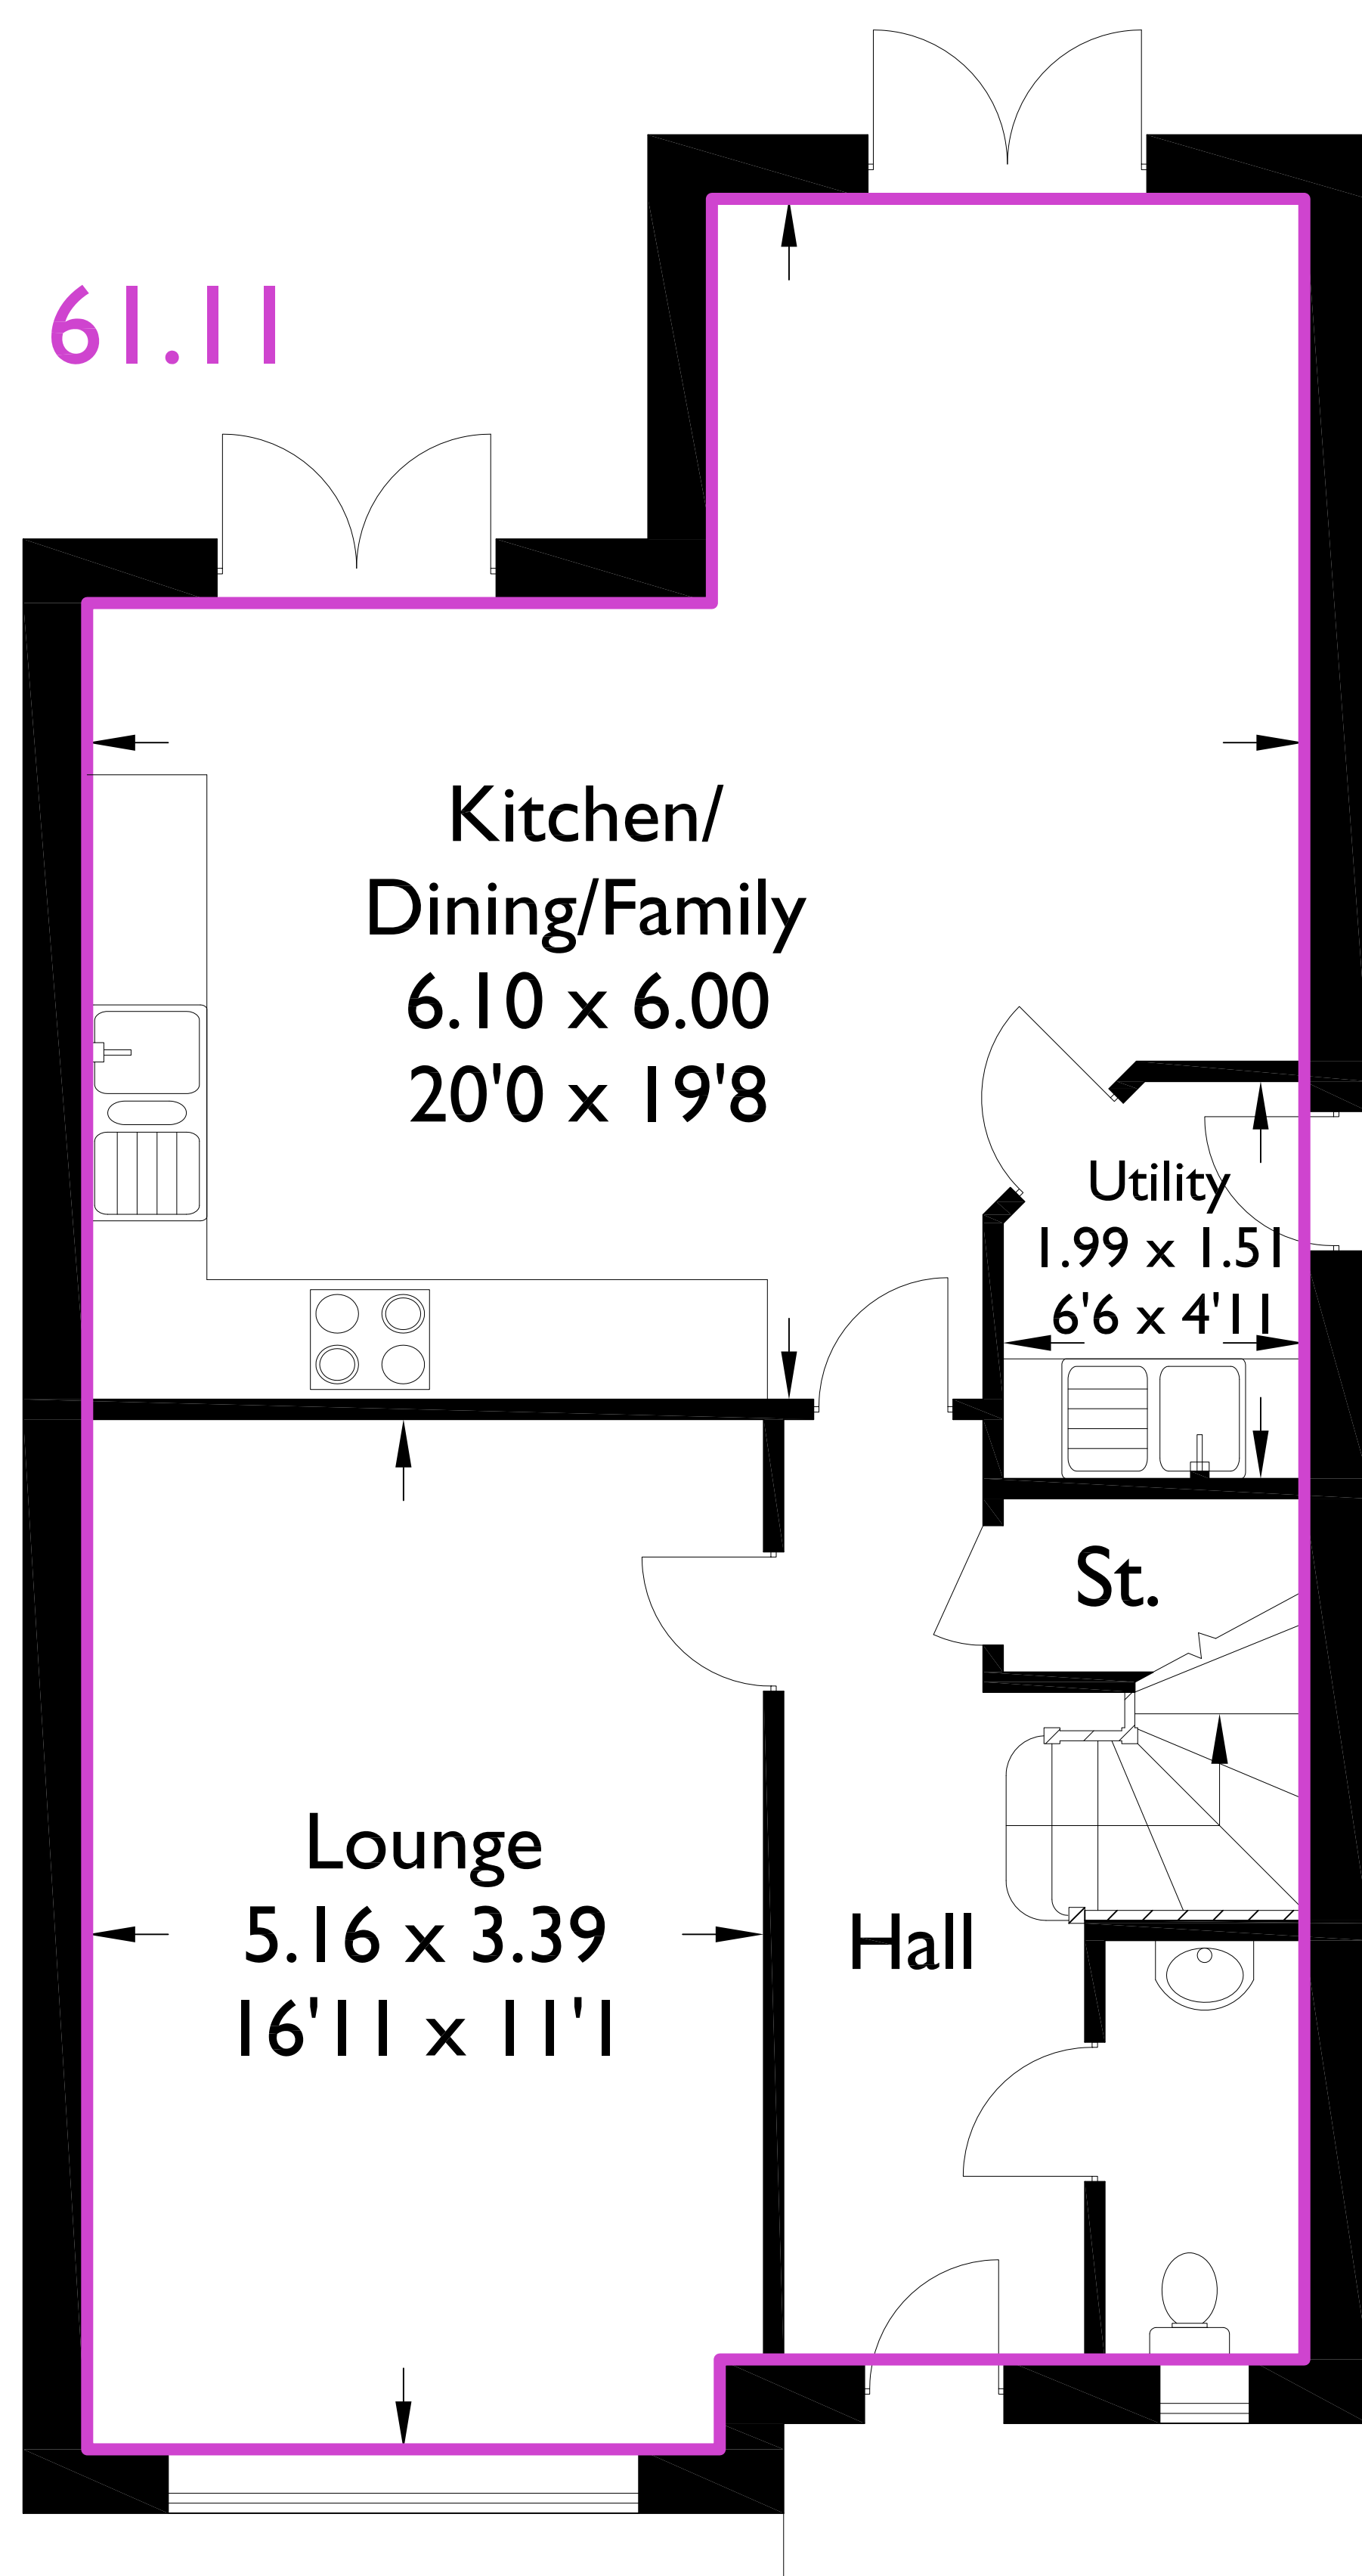 61.11
Kitchen/
Dining/Family
6.10 x 6.00
20'0 x 19'8
Utility
1.99 x 1.51
6'6 x 4'11
St.
Lounge
5.16 x 3.39
16'11 x 11'1
Hall